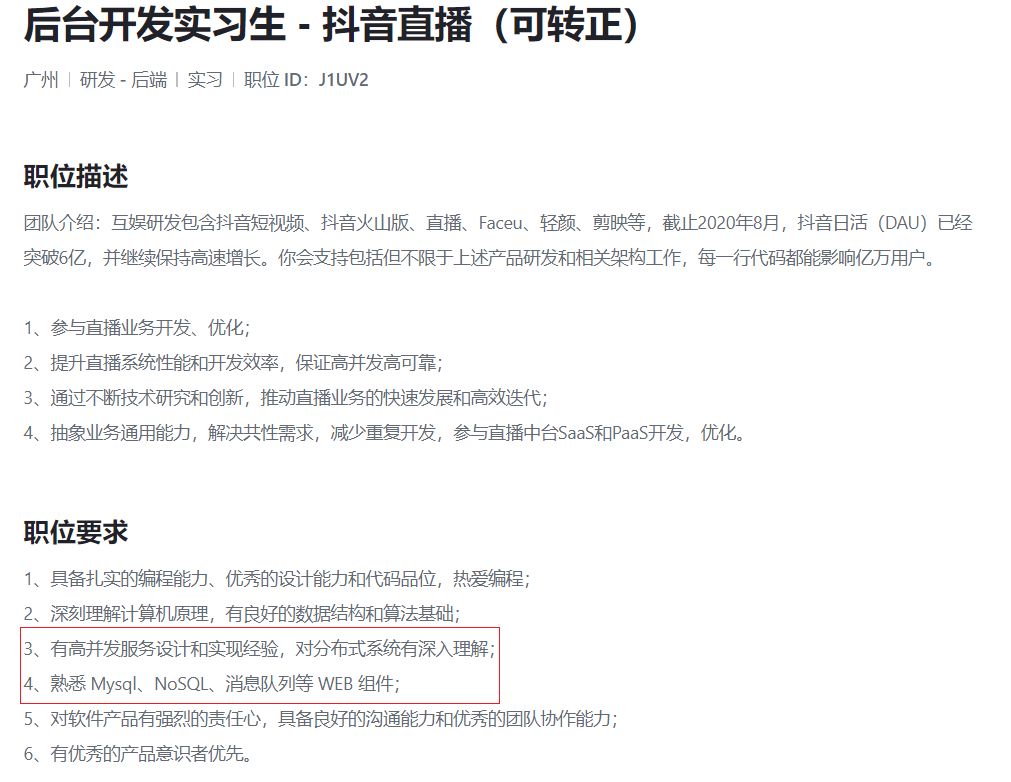 后台开发实习生 - 抖音直播（可转正）
广州 | 研发 - 后端 | 实习 | 职位 ID：J1UV2
职位描述
团队介绍：互娱研发包含抖音短视频、抖音火山版、直播、Faceu、轻颜、剪映等，截止2020年8月，抖音日活（DAU）已经
突破6亿，并继续保持高速增长。你会支持包括但不限于上述产品研发和相关架构工作，每一行代码都能影响亿万用户。
1、参与直播业务开发、优化；
2、提升直播系统性能和开发效率，保证高并发高可靠；
3、通过不断技术研究和创新，推动直播业务的快速发展和高效迭代；
4、抽象业务通用能力，解决共性需求，减少重复开发，参与直播中台SaaS和PaaS开发，优化。
职位要求
1、具备扎实的编程能力、优秀的设计能力和代码品位，热爱编程；
2、深刻理解计算机原理，有良好的数据结构和算法基础；
3、有高并发服务设计和实现经验，对分布式系统有深入理解；
4、熟悉 Mysql、NoSQL、消息队列等 WEB 组件；
5、对软件产品有强烈的责任心，具备良好的沟通能力和优秀的团队协作能力；
6、有优秀的产品意识者优先。